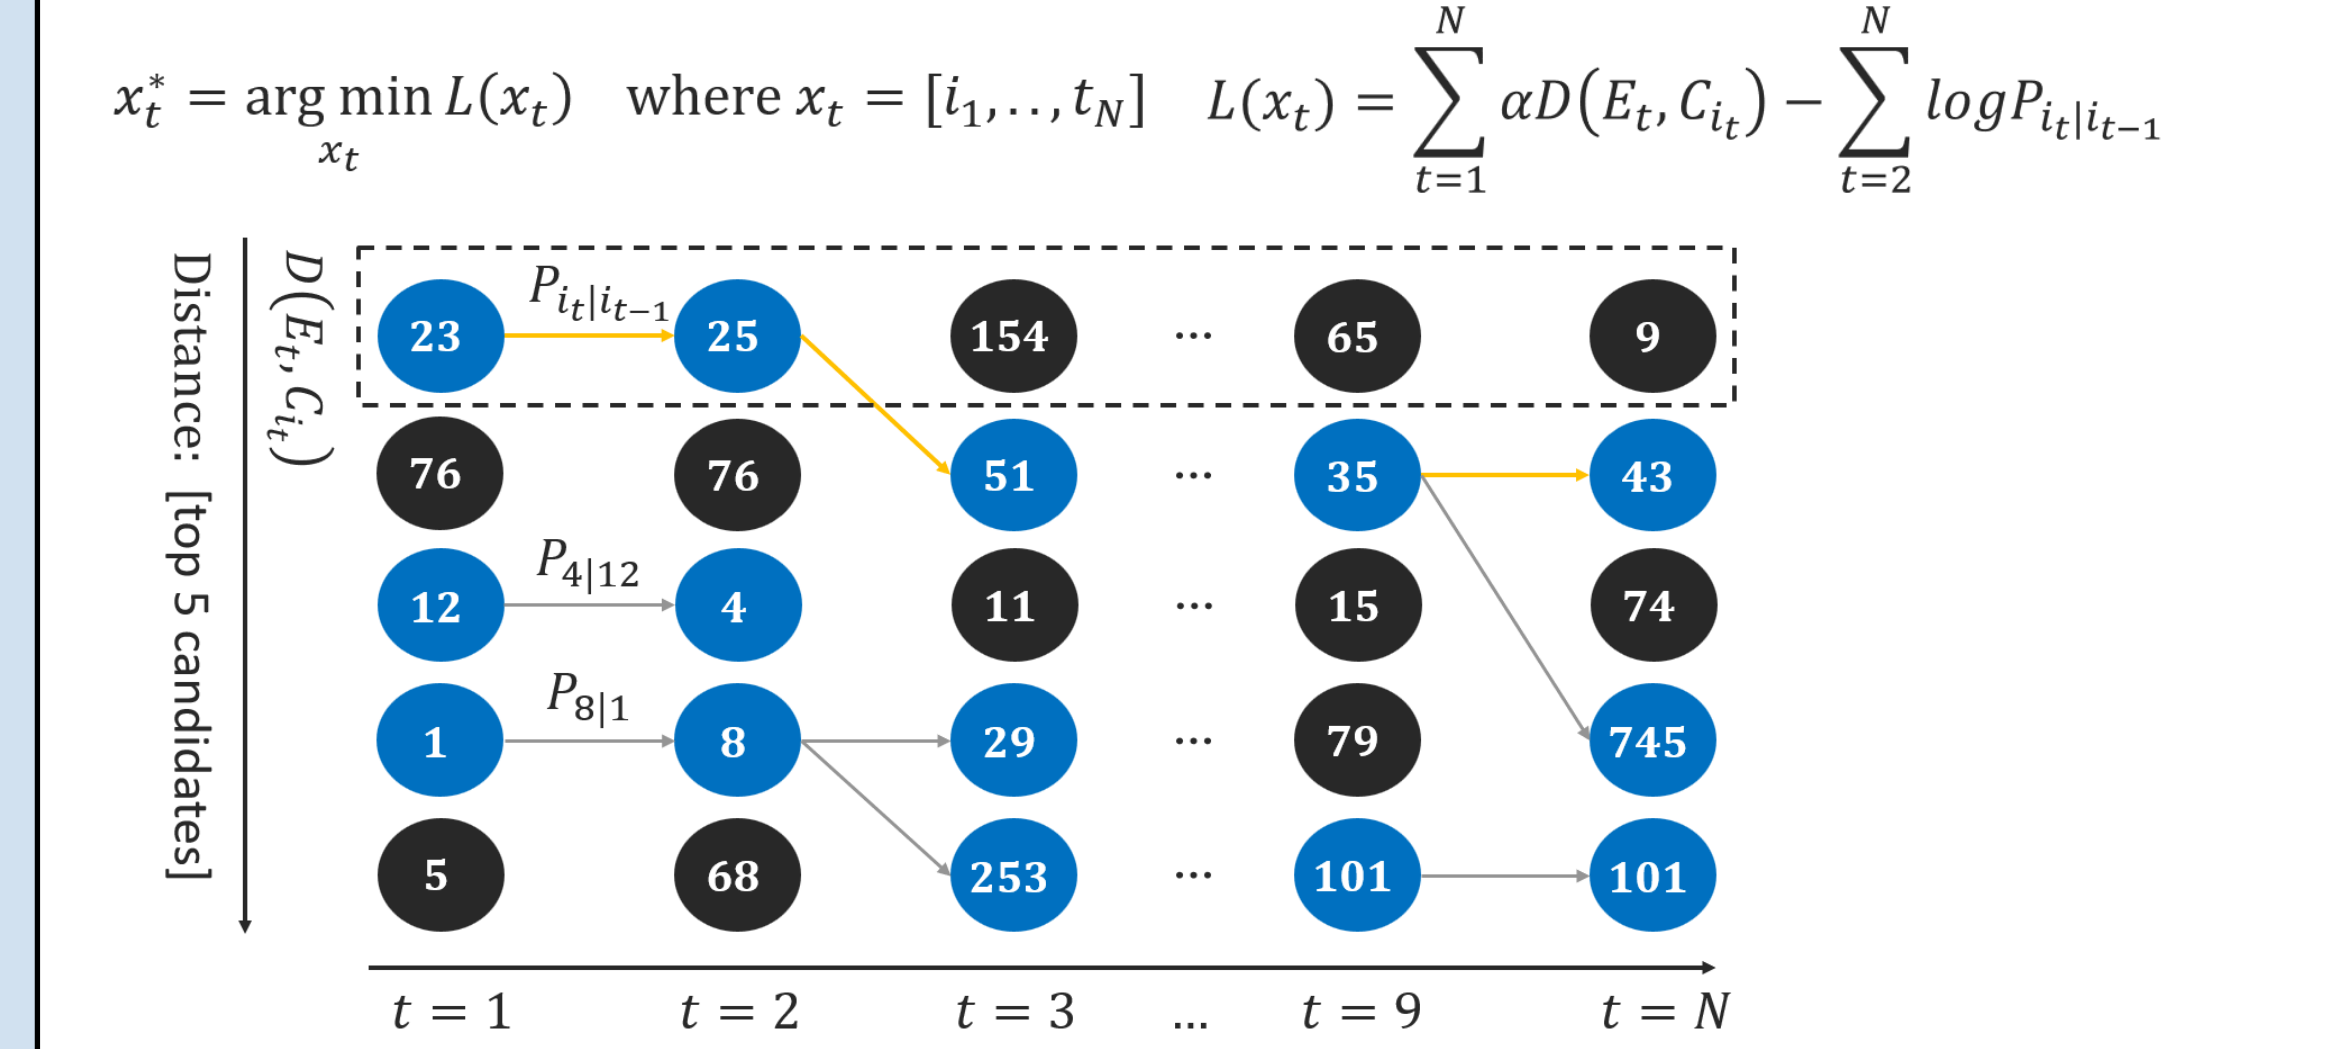 x_t^* = arg min_{x_t} L(x_t) where x_t = [i_1,..,t_N] L(x_t) = \sum_{t=1}^{N} αD(E_t, C_{i_t}) − \sum_{t=2}^{N} logP_{i_t|i_{t−1}}
Distance: [top 5 candidates]
D(E_t, C_{i_t})
P_{i_t|i_{t−1}}
23 25 154 ... 65 9
76 76 51 ... 35 43
P_{4|12}
12 4 11 ... 15 74
P_{8|1}
1 8 29 ... 79 745
5 68 253 ... 101 101
t = 1 t = 2 t = 3 ... t = 9 t = N